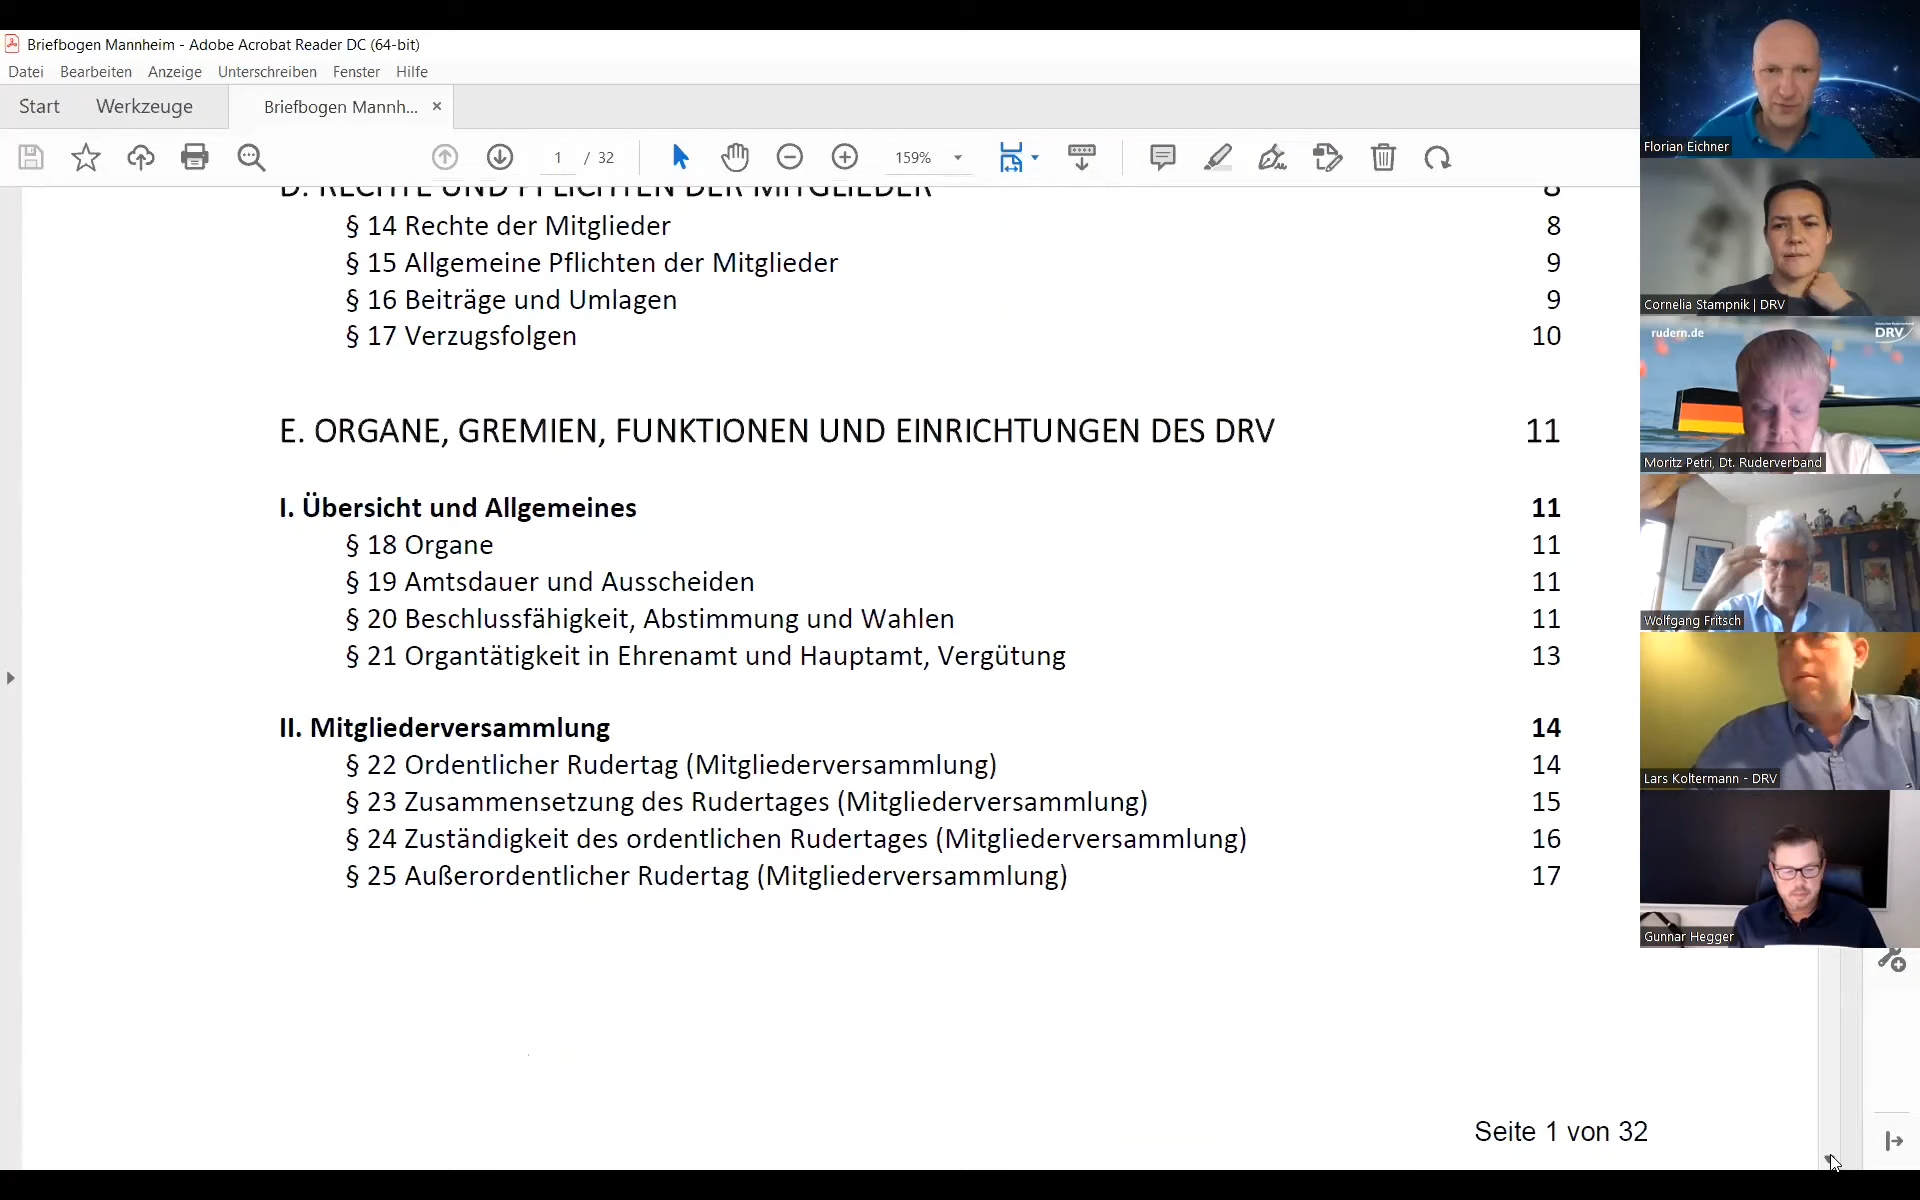 Briefbogen Mannheim - Adobe Acrobat Reader DC (64-bit)
Datei Bearbeiten Anzeige Unterschreiben Fenster Hilfe
Start Werkzeuge Briefbogen Mannh... ×
1 / 32 159%
D. RECHTE UND PFLICHTEN DER MITGLIEDER 8
§ 14 Rechte der Mitglieder 8
§ 15 Allgemeine Pflichten der Mitglieder 9
§ 16 Beiträge und Umlagen 9
§ 17 Verzugsfolgen 10
E. ORGANE, GREMIEN, FUNKTIONEN UND EINRICHTUNGEN DES DRV 11
I. Übersicht und Allgemeines 11
§ 18 Organe 11
§ 19 Amtsdauer und Ausscheiden 11
§ 20 Beschlussfähigkeit, Abstimmung und Wahlen 11
§ 21 Organtätigkeit in Ehrenamt und Hauptamt, Vergütung 13
II. Mitgliederversammlung 14
§ 22 Ordentlicher Rudertag (Mitgliederversammlung) 14
§ 23 Zusammensetzung des Rudertages (Mitgliederversammlung) 15
§ 24 Zuständigkeit des ordentlichen Rudertages (Mitgliederversammlung) 16
§ 25 Außerordentlicher Rudertag (Mitgliederversammlung) 17
Seite 1 von 32
Florian Eichner
Cornelia Stampnik | DRV
rudern.de
DRV
Moritz Petri, Dt. Ruderverband
Wolfgang Fritsch
Lars Koltermann - DRV
Gunnar Hegger